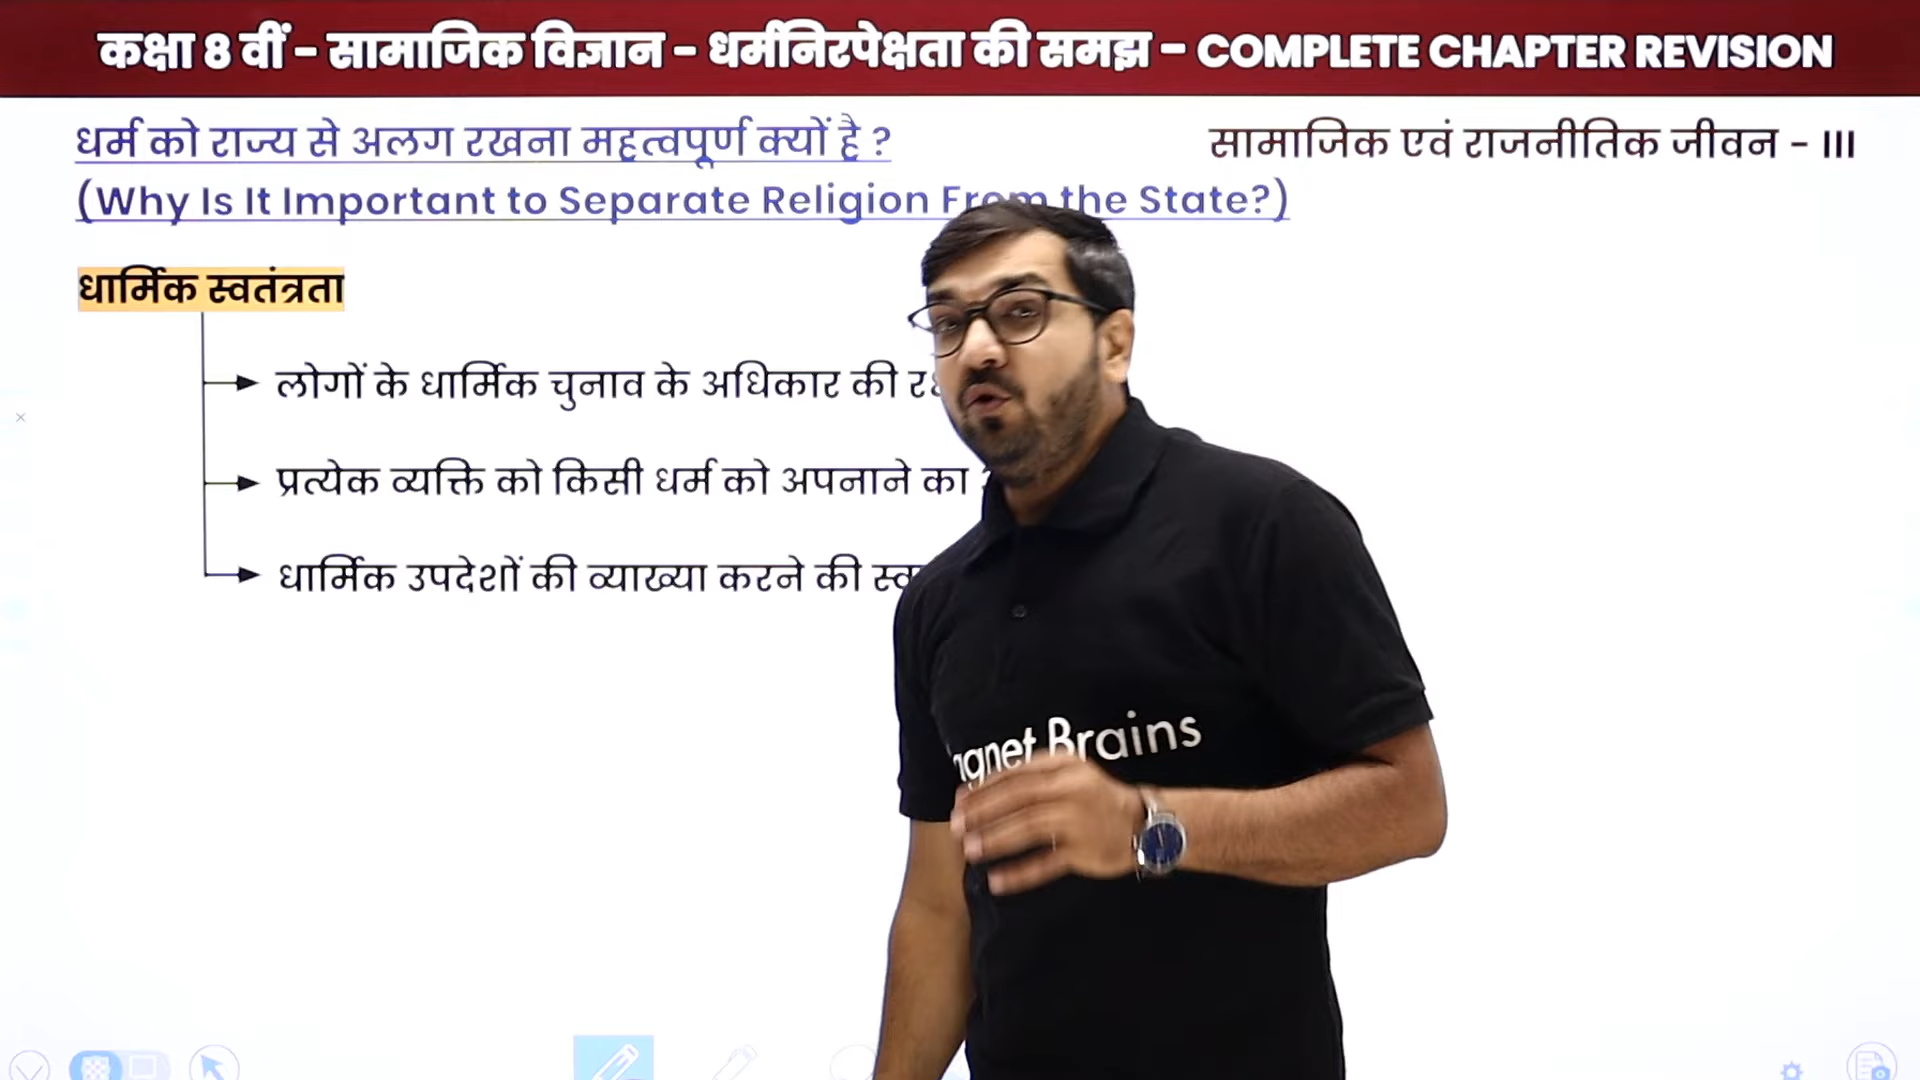 कक्षा 8 वीं - सामाजिक विज्ञान - धर्मनिरपेक्षता की समझ - COMPLETE CHAPTER REVISION
धर्म को राज्य से अलग रखना महत्वपूर्ण क्यों है ?
सामाजिक एवं राजनीतिक जीवन - III
(Why Is It Important to Separate Religion From the State?)
धार्मिक स्वतंत्रता
लोगों के धार्मिक चुनाव के अधिकार की
प्रत्येक व्यक्ति को किसी धर्म को अपनाने का
धार्मिक उपदेशों की व्याख्या करने की
Brains